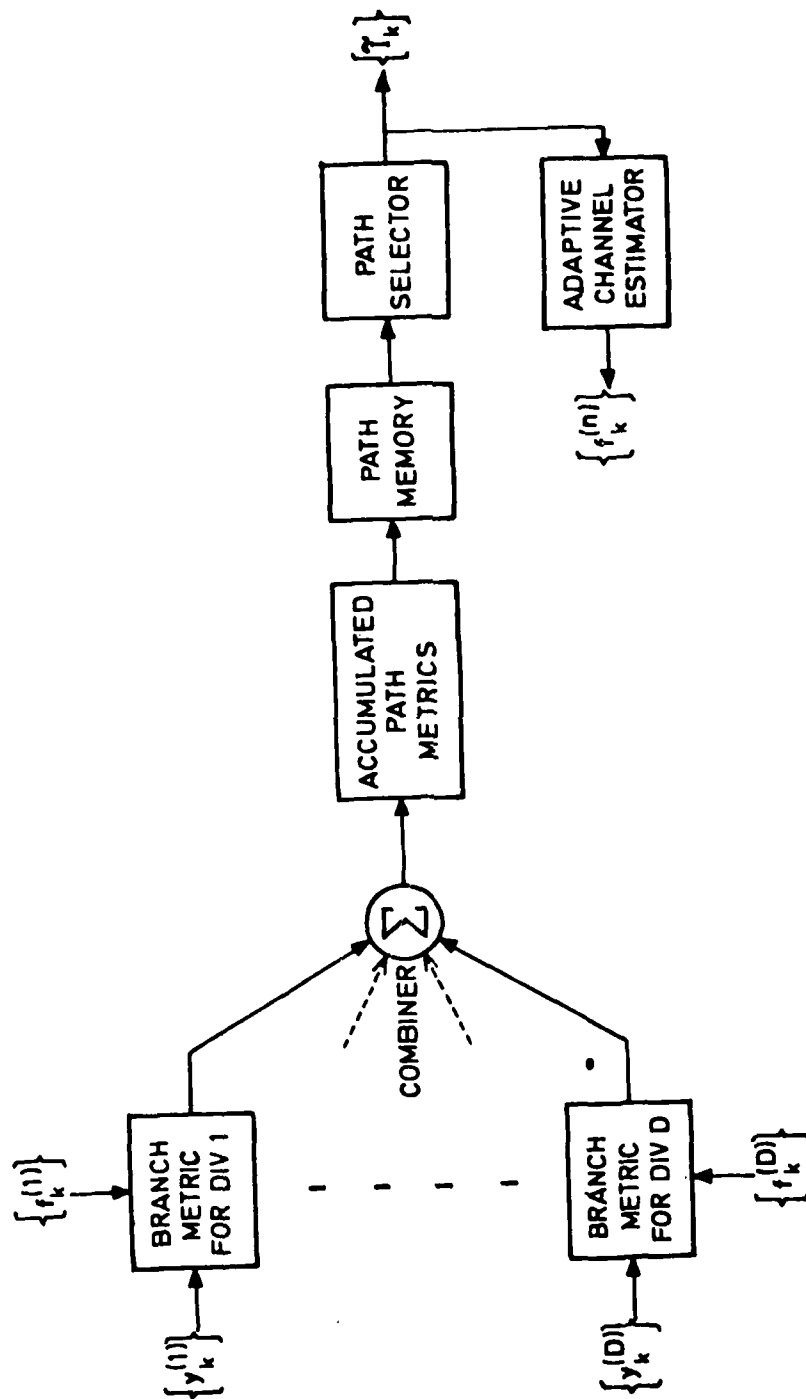 {f_k^(1)}
{y_k^(1)}
BRANCH
METRIC
FOR DIV 1
{y_k^(D)}
BRANCH
METRIC
FOR DIV D
{f_k^(D)}
COMBINER
Σ
ACCUMULATED
PATH
METRICS
PATH
MEMORY
PATH
SELECTOR
{Ĩ_k}
ADAPTIVE
CHANNEL
ESTIMATOR
{f_k^(n)}